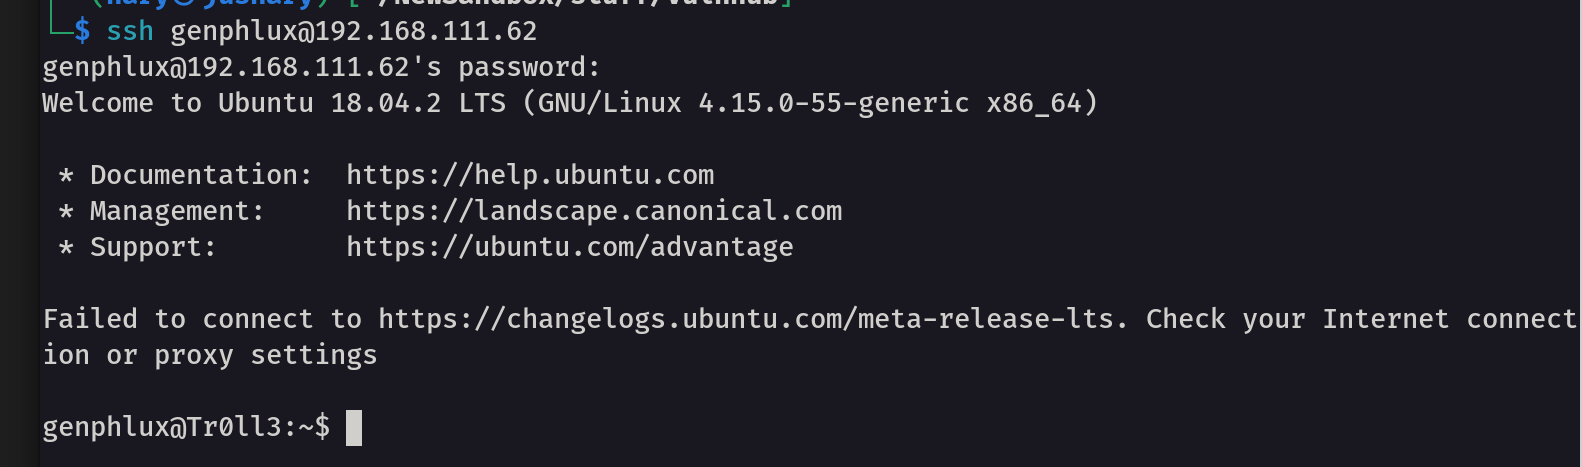 └─$ ssh genphlux@192.168.111.62
genphlux@192.168.111.62's password:
Welcome to Ubuntu 18.04.2 LTS (GNU/Linux 4.15.0-55-generic x86_64)
* Documentation:  https://help.ubuntu.com
* Management:     https://landscape.canonical.com
* Support:        https://ubuntu.com/advantage
Failed to connect to https://changelogs.ubuntu.com/meta-release-lts. Check your Internet connect
ion or proxy settings
genphlux@Tr0ll3:~$